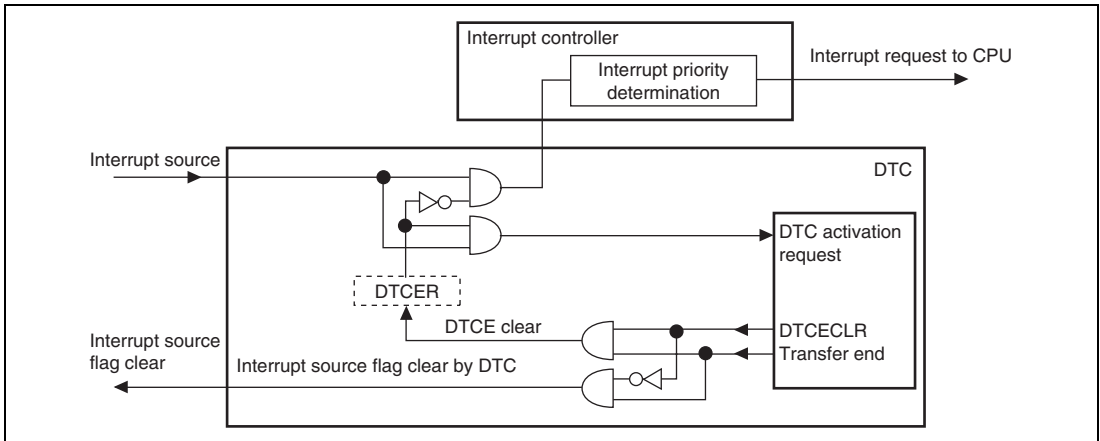 Interrupt controller
Interrupt priority
determination
Interrupt request to CPU
Interrupt source
DTC
DTC activation
request
DTCER
DTCE clear
DTCECLR
Transfer end
Interrupt source
flag clear
Interrupt source flag clear by DTC